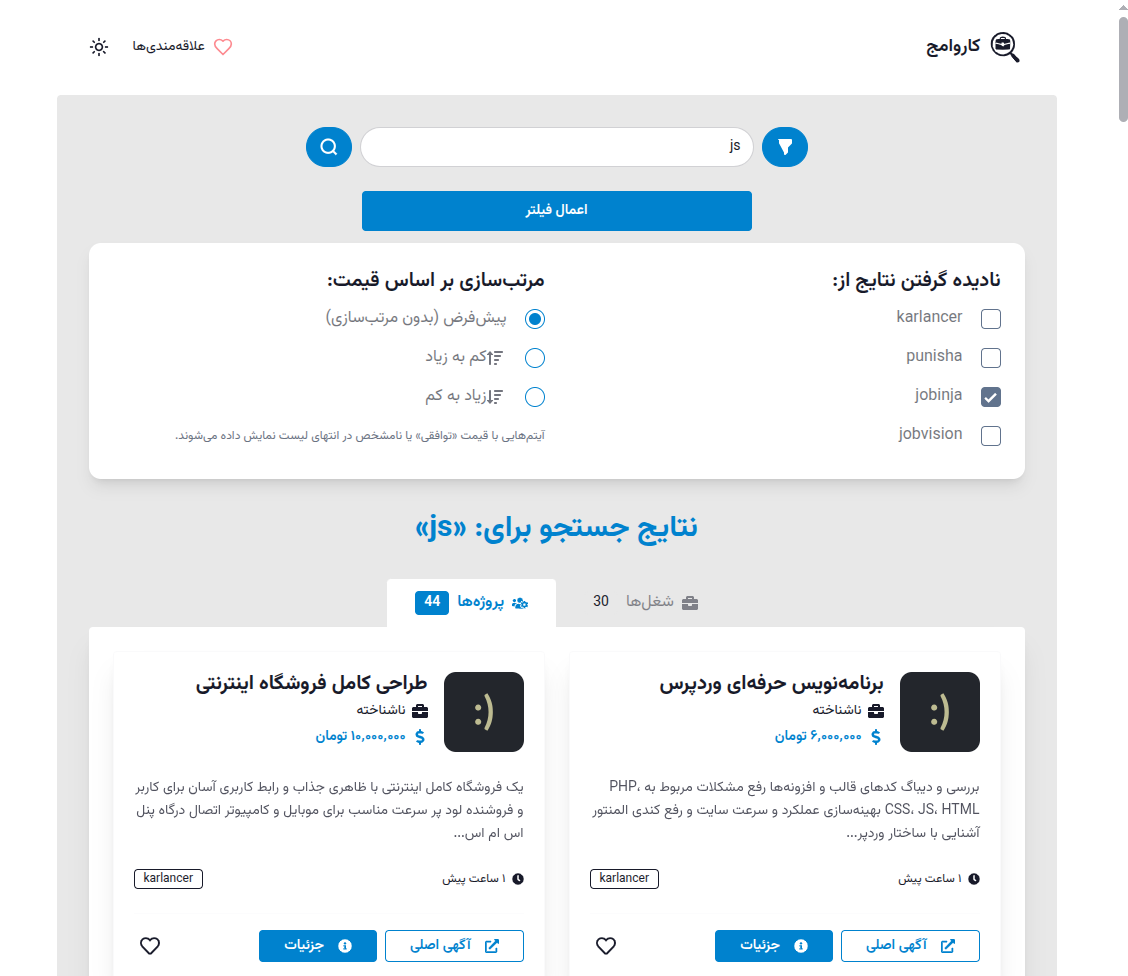 کاروامچ
علاقه‌مندی‌ها
js
اعمال فیلتر
نادیده گرفتن نتایج از:
karlancer
punisha
jobinja
jobvision
مرتب‌سازی بر اساس قیمت:
پیش‌فرض (بدون مرتب‌سازی)
کم به زیاد
زیاد به کم
آیتم‌هایی با قیمت «توافقی» یا نامشخص در انتهای لیست نمایش داده می‌شوند.
نتایج جستجو برای: «js»
شغل‌ها 30
پروژه‌ها 44
برنامه‌نویس حرفه‌ای وردپرس
ناشناخته
۶,۰۰۰,۰۰۰ تومان
بررسی و دیباگ کدهای قالب و افزونه‌ها رفع مشکلات مربوط به PHP،
CSS، JS، HTML بهینه‌سازی عملکرد و سرعت سایت و رفع کندی المنتور
آشنایی با ساختار وردپر...
۱ ساعت پیش
karlancer
آگهی اصلی
جزئیات
طراحی کامل فروشگاه اینترنتی
ناشناخته
۱۰,۰۰۰,۰۰۰ تومان
یک فروشگاه کامل اینترنتی با ظاهری جذاب و رابط کاربری آسان برای کاربر
و فروشنده لود پر سرعت مناسب برای موبایل و کامپیوتر اتصال درگاه پنل
اس ام اس...
۱ ساعت پیش
karlancer
آگهی اصلی
جزئیات